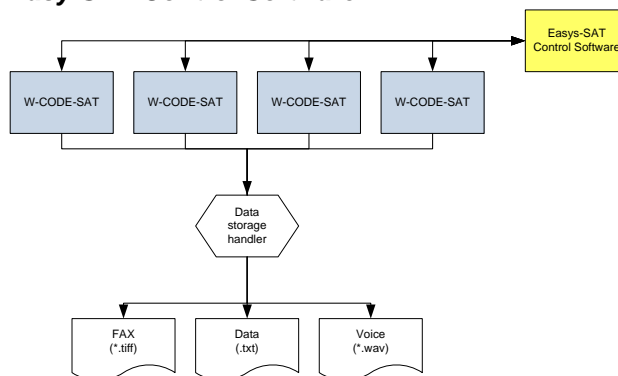 Easys-SAT
Control Software
W-CODE-SAT
W-CODE-SAT
W-CODE-SAT
W-CODE-SAT
Data
storage
handler
FAX
(*.tiff)
Data
(.txt)
Voice
(*.wav)